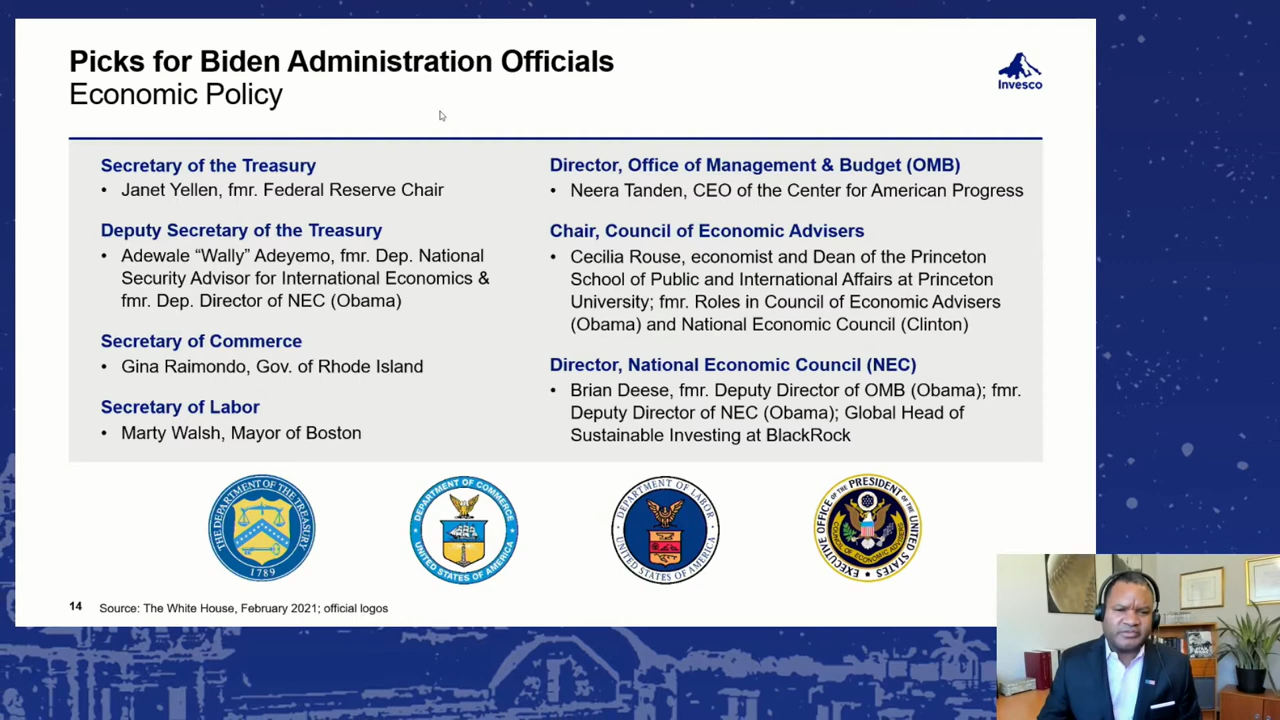 Picks for Biden Administration Officials
Economic Policy
Invesco
Secretary of the Treasury
• Janet Yellen, fmr. Federal Reserve Chair
Deputy Secretary of the Treasury
• Adewale “Wally” Adeyemo, fmr. Dep. National
Security Advisor for International Economics &
fmr. Dep. Director of NEC (Obama)
Secretary of Commerce
• Gina Raimondo, Gov. of Rhode Island
Secretary of Labor
• Marty Walsh, Mayor of Boston
Director, Office of Management & Budget (OMB)
• Neera Tanden, CEO of the Center for American Progress
Chair, Council of Economic Advisers
• Cecilia Rouse, economist and Dean of the Princeton
School of Public and International Affairs at Princeton
University; fmr. Roles in Council of Economic Advisers
(Obama) and National Economic Council (Clinton)
Director, National Economic Council (NEC)
• Brian Deese, fmr. Deputy Director of OMB (Obama); fmr.
Deputy Director of NEC (Obama); Global Head of
Sustainable Investing at BlackRock
THE DEPARTMENT OF THE TREASURY
1789
DEPARTMENT OF COMMERCE
UNITED STATES OF AMERICA
DEPARTMENT OF LABOR
UNITED STATES OF AMERICA
EXECUTIVE OFFICE OF THE PRESIDENT OF THE UNITED STATES
COUNCIL OF ECONOMIC ADVISERS
14 Source: The White House, February 2021; official logos
STAR WARS